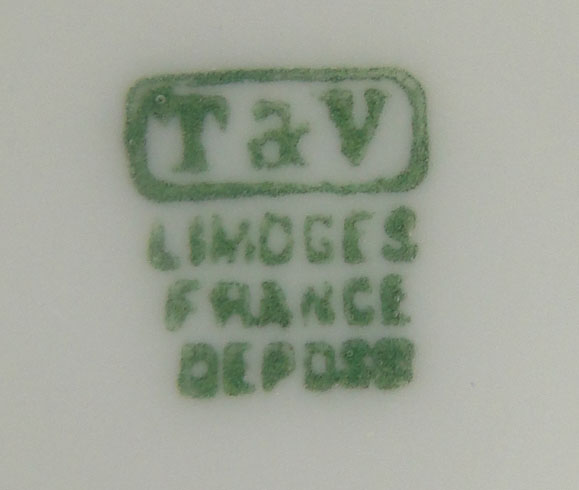 T & V
LIMOGES
FRANCE
DEPOSE